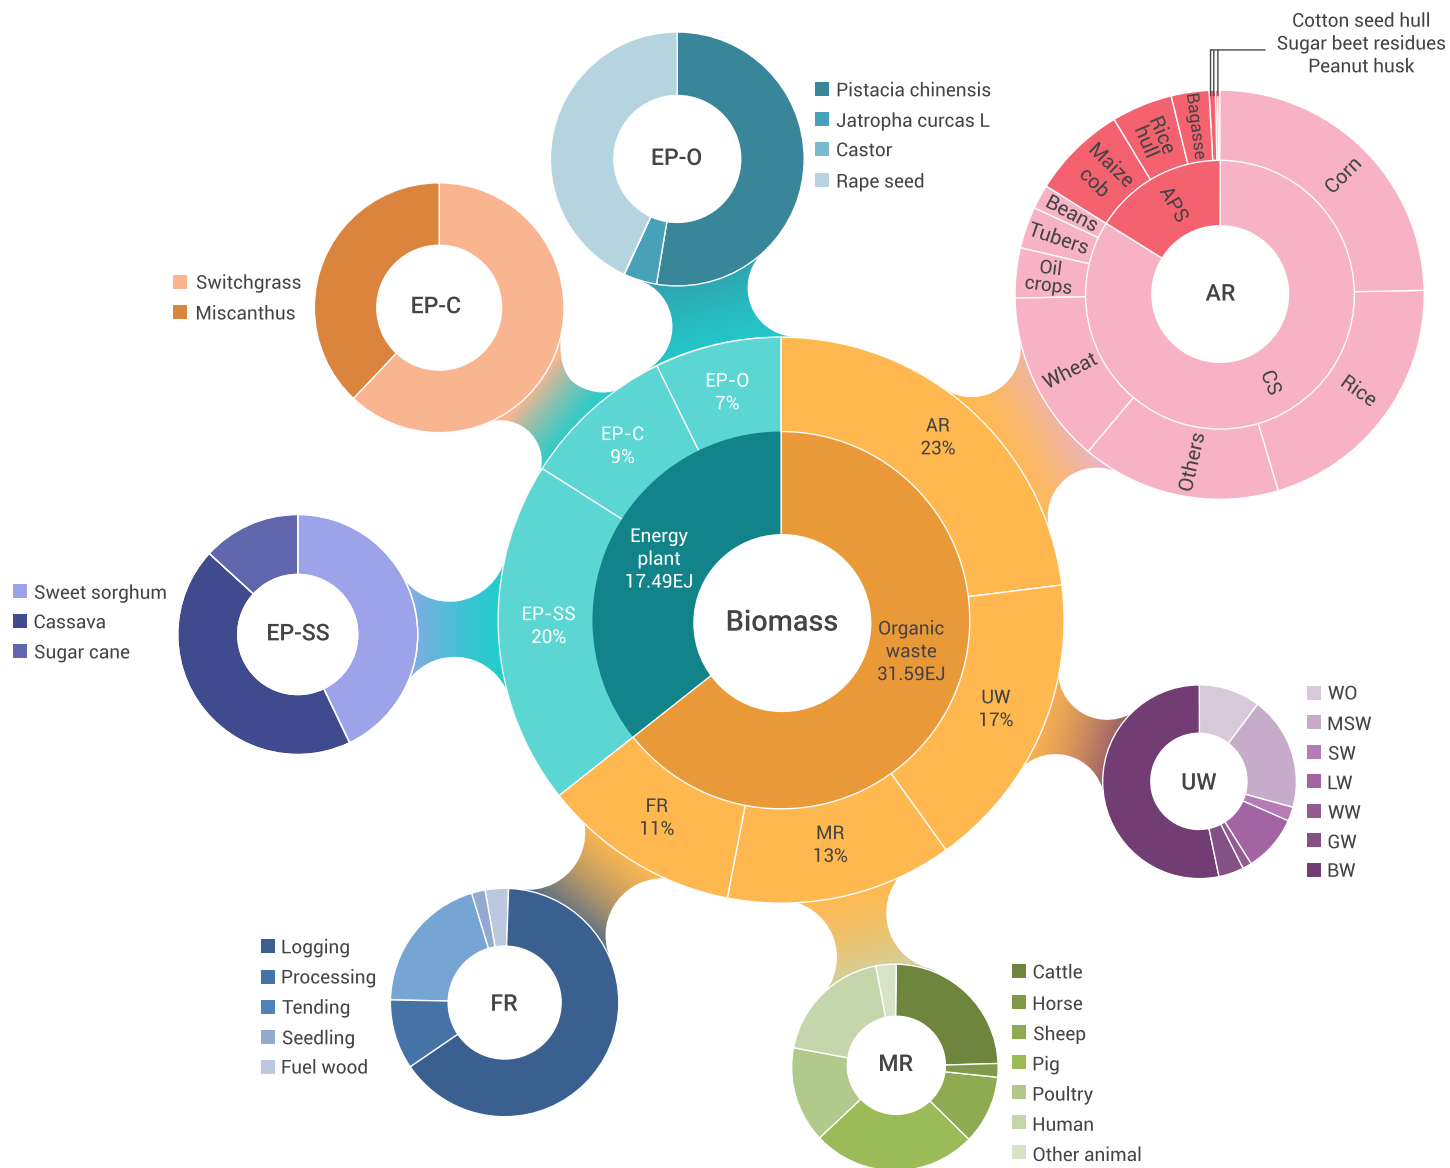 Cotton seed hull
Sugar beet residues
Peanut husk
EP-O
Pistacia chinensis
Jatropha curcas L
Castor
Rape seed
EP-C
Switchgrass
Miscanthus
AR
APS
CS
Corn
Rice
Others
Wheat
Oil
crops
Tubers
Beans
Maize
cob
Rice
hull
Bagasse
Biomass
Energy
plant
17.49EJ
Organic
waste
31.59EJ
EP-O
7%
EP-C
9%
EP-SS
20%
AR
23%
UW
17%
MR
13%
FR
11%
EP-SS
Sweet sorghum
Cassava
Sugar cane
UW
WO
MSW
SW
LW
WW
GW
BW
FR
Logging
Processing
Tending
Seedling
Fuel wood
MR
Cattle
Horse
Sheep
Pig
Poultry
Human
Other animal